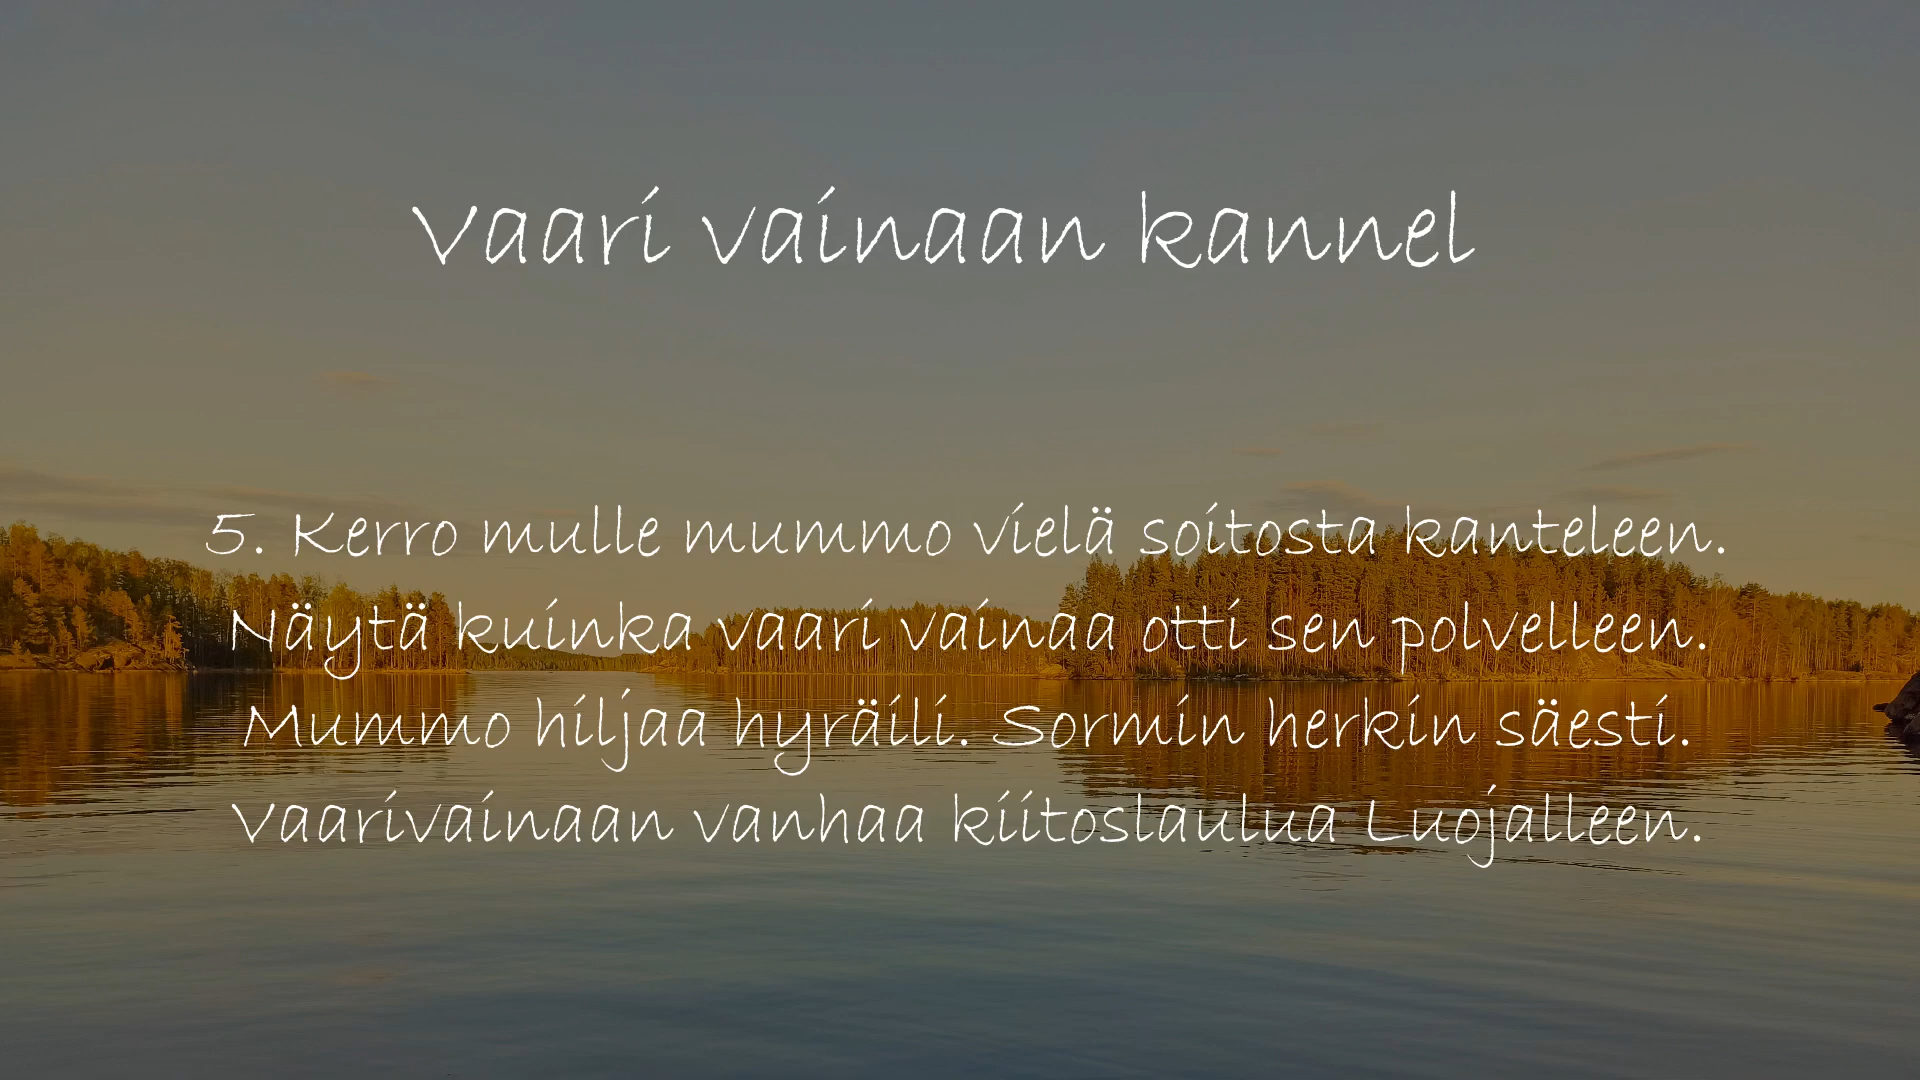 Vaari vainaan kannel
5. Kerro mulle mummo vielä soitosta kanteleen.
Näytä kuinka vaari vainaa otti sen polvelleen.
Mummo hiljaa hyräili. Sormin herkin säesti.
Vaarivainaan vanhaa kiitoslaulua Luojalleen.